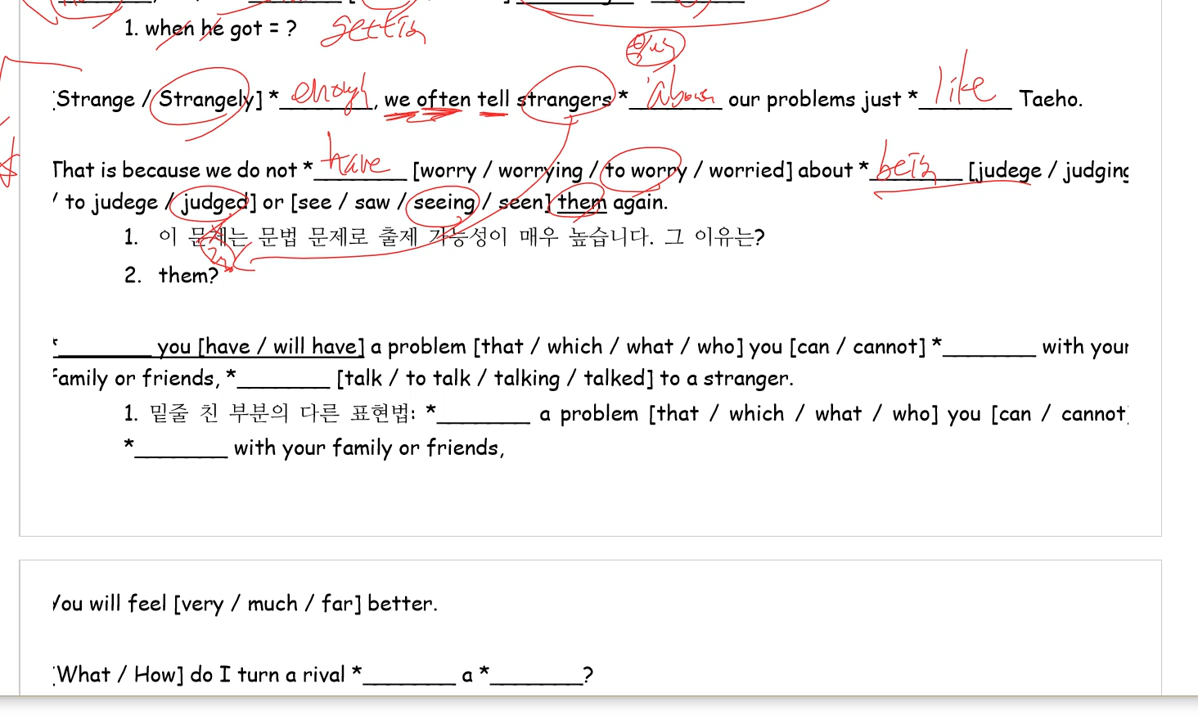 1. when he got = ? getting
[Strange / Strangely] * enough, we often tell strangers * about our problems just * like Taeho.
That is because we do not * have [worry / worrying / to worry / worried] about * being [judege / judging
/ to judege / judged] or [see / saw / seeing / seen] them again.
1. 이 문제는 문법 문제로 출제 가능성이 매우 높습니다. 그 이유는?
2. them?
*________ you [have / will have] a problem [that / which / what / who] you [can / cannot] *________ with your
family or friends, *________ [talk / to talk / talking / talked] to a stranger.
1. 밑줄 친 부분의 다른 표현법: *________ a problem [that / which / what / who] you [can / cannot]
*________ with your family or friends,
You will feel [very / much / far] better.
[What / How] do I turn a rival *________ a *________?